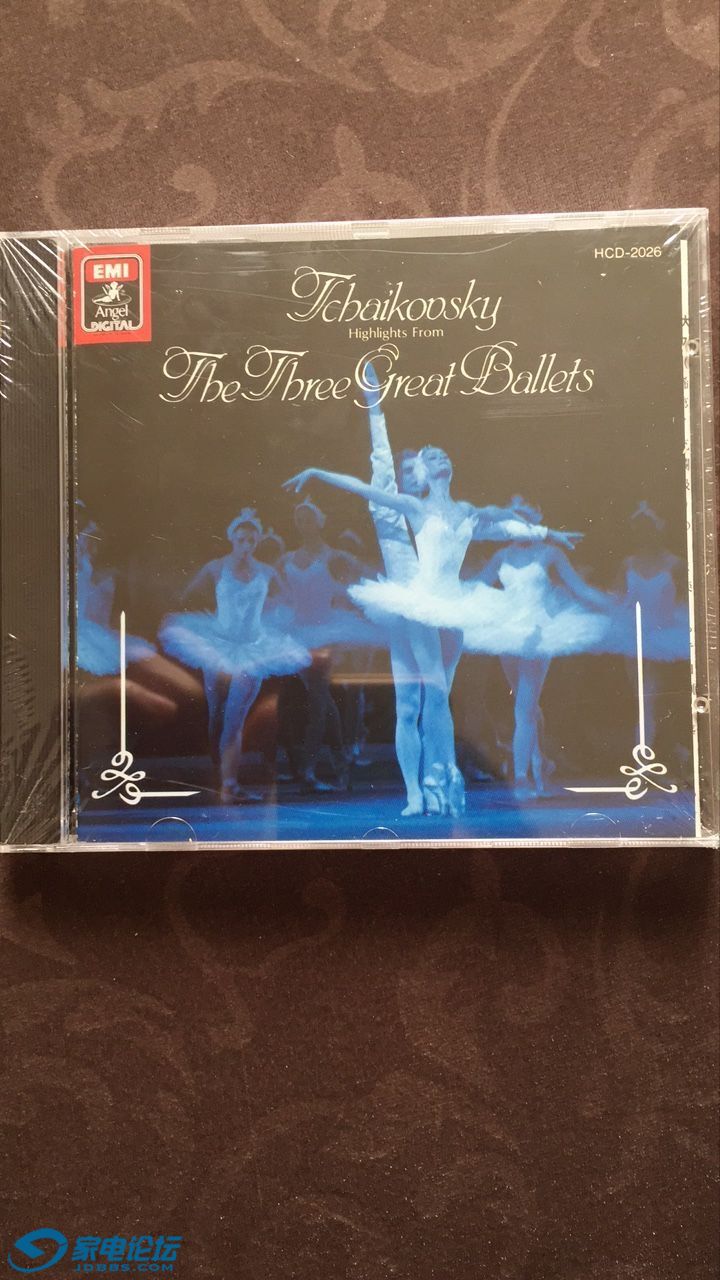 EMI
Angel
DIGITAL
HCD-2026
Tchaikovsky
Highlights From
The Three Great Ballets
家电论坛
JDBBS.COM